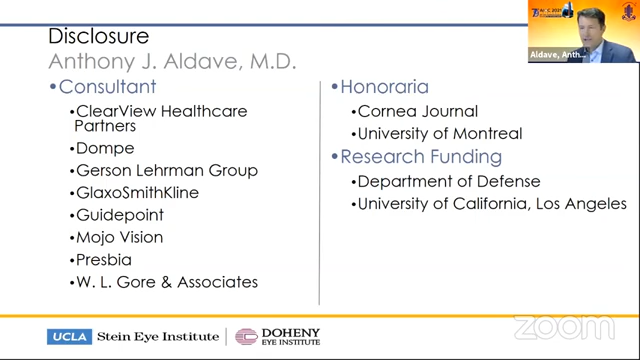 Disclosure
Anthony J. Aldave, M.D.
•Consultant
•ClearView Healthcare
Partners
•Dompe
•Gerson Lehrman Group
•GlaxoSmithKline
•Guidepoint
•Mojo Vision
•Presbia
•W. L. Gore & Associates
•Honoraria
•Cornea Journal
•University of Montreal
•Research Funding
•Department of Defense
•University of California, Los Angeles
Aldave, Anth...
UCLA Stein Eye Institute
DOHENY
EYE INSTITUTE
zoom